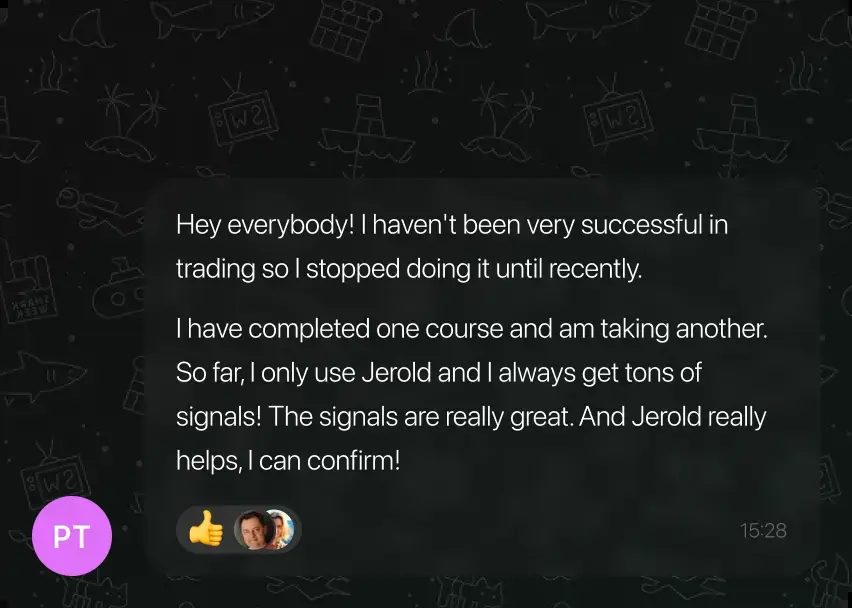 Hey everybody! I haven't been very successful in
trading so I stopped doing it until recently.
I have completed one course and am taking another.
So far, I only use Jerold and I always get tons of
signals! The signals are really great. And Jerold really
helps, I can confirm!
PT
15:28